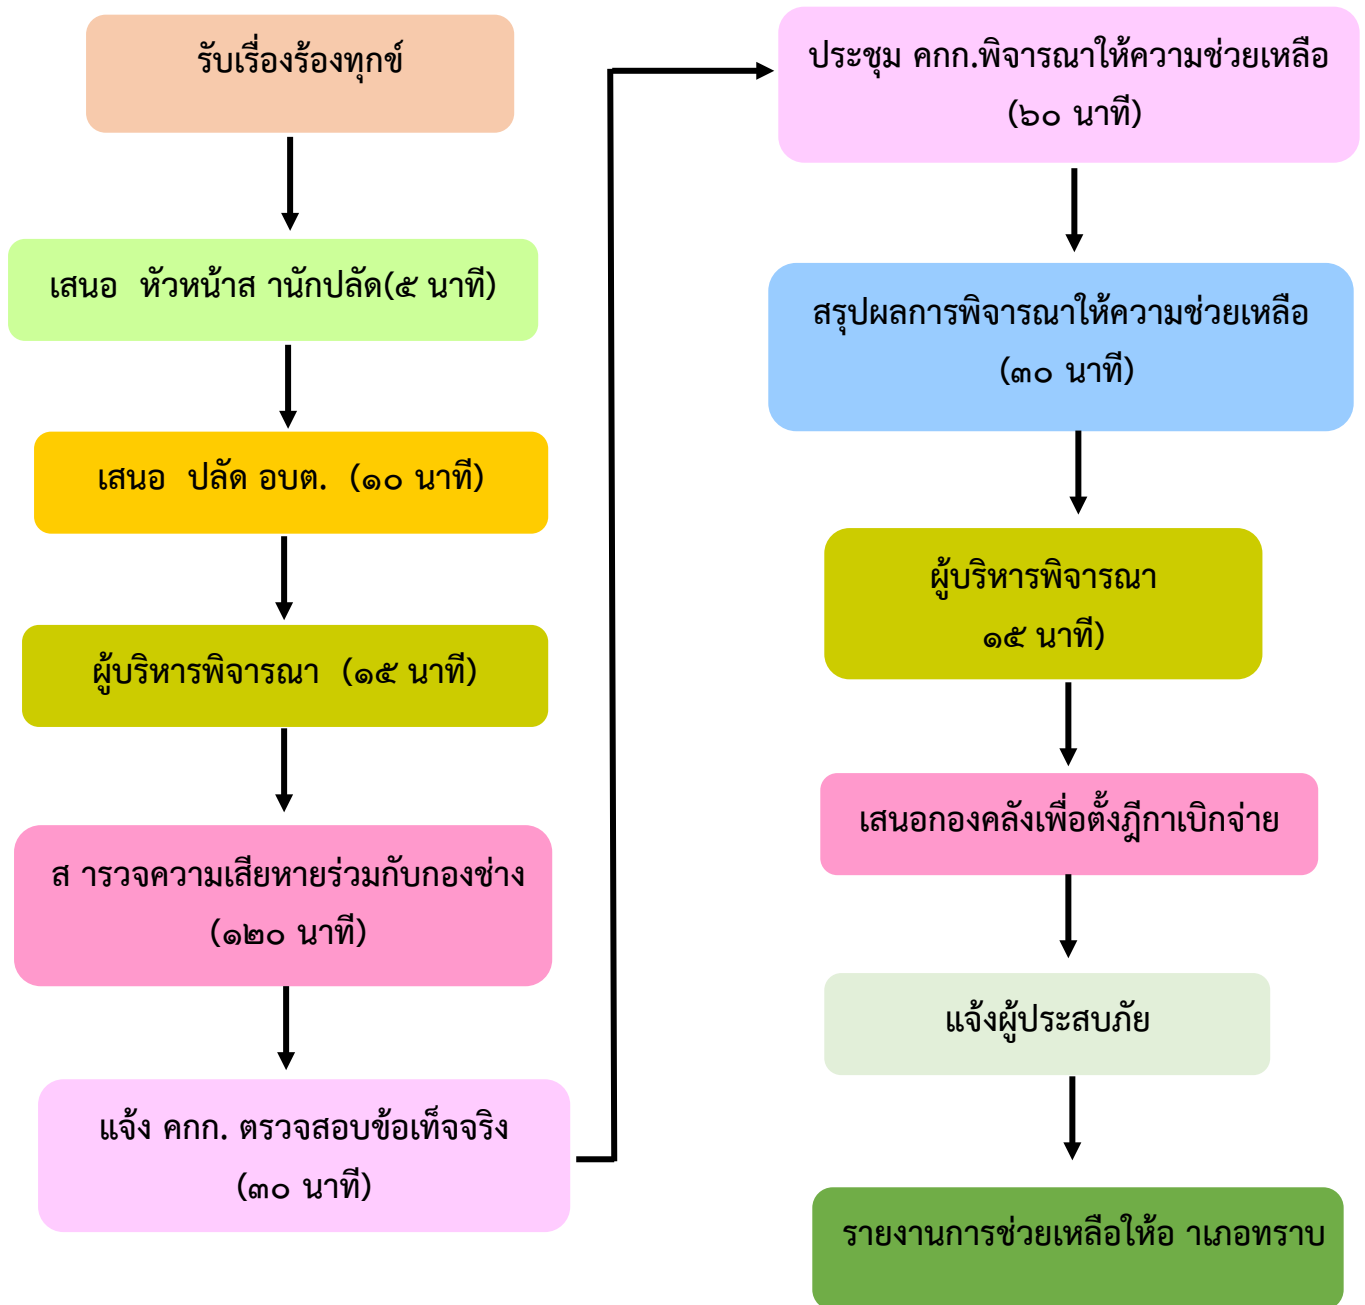 รับเรื่องร้องทุกข์
เสนอ  หัวหน้าส านักปลัด(๕ นาที)
เสนอ  ปลัด อบต.  (๑๐ นาที)
ผู้บริหารพิจารณา  (๑๕ นาที)
ส ารวจความเสียหายร่วมกับกองช่าง
(๑๒๐ นาที)
แจ้ง คกก. ตรวจสอบข้อเท็จจริง
(๓๐ นาที)
ประชุม คกก.พิจารณาให้ความช่วยเหลือ
(๖๐ นาที)
สรุปผลการพิจารณาให้ความช่วยเหลือ
(๓๐ นาที)
ผู้บริหารพิจารณา
๑๕ นาที)
เสนอกองคลังเพื่อตั้งฎีกาเบิกจ่าย
แจ้งผู้ประสบภัย
รายงานการช่วยเหลือให้อ าเภอทราบ